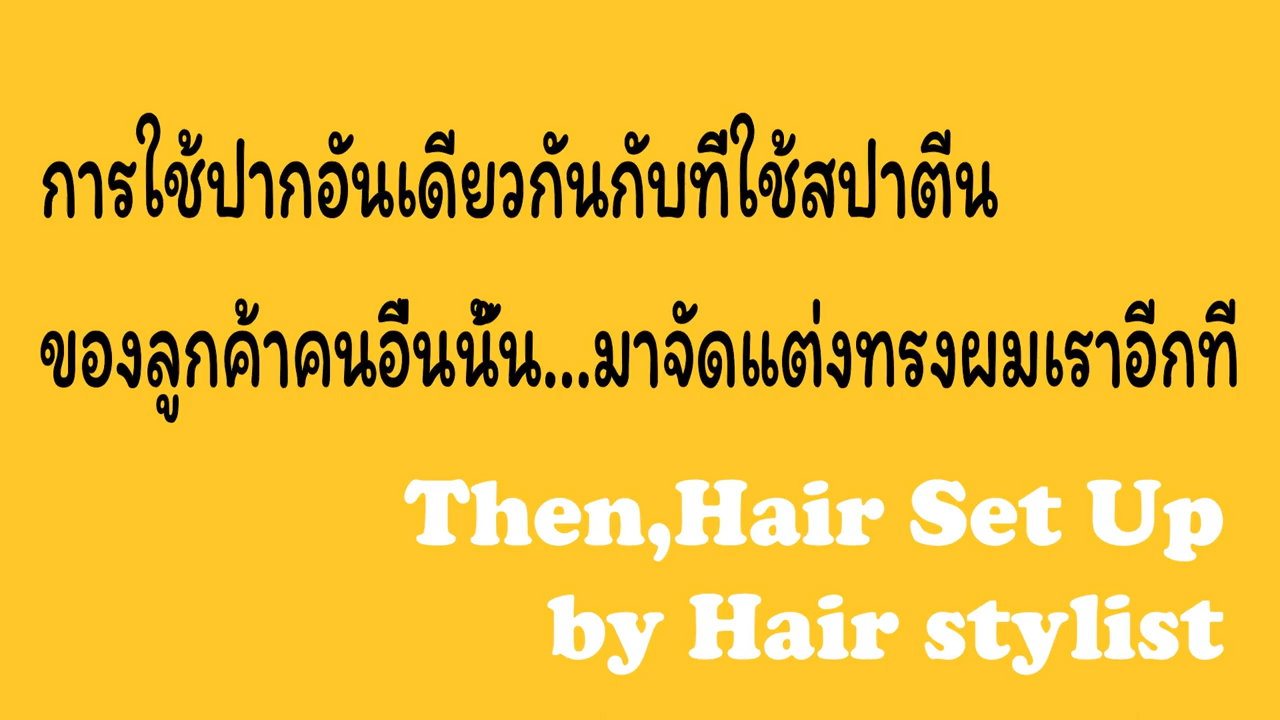 การใช้ปากอันเดียวกันกับที่ใช้สปาตีน
ของลูกค้าคนอื่นนั้น...มาจัดแต่งทรงผมเราอีกที
Then,Hair Set Up
by Hair stylist